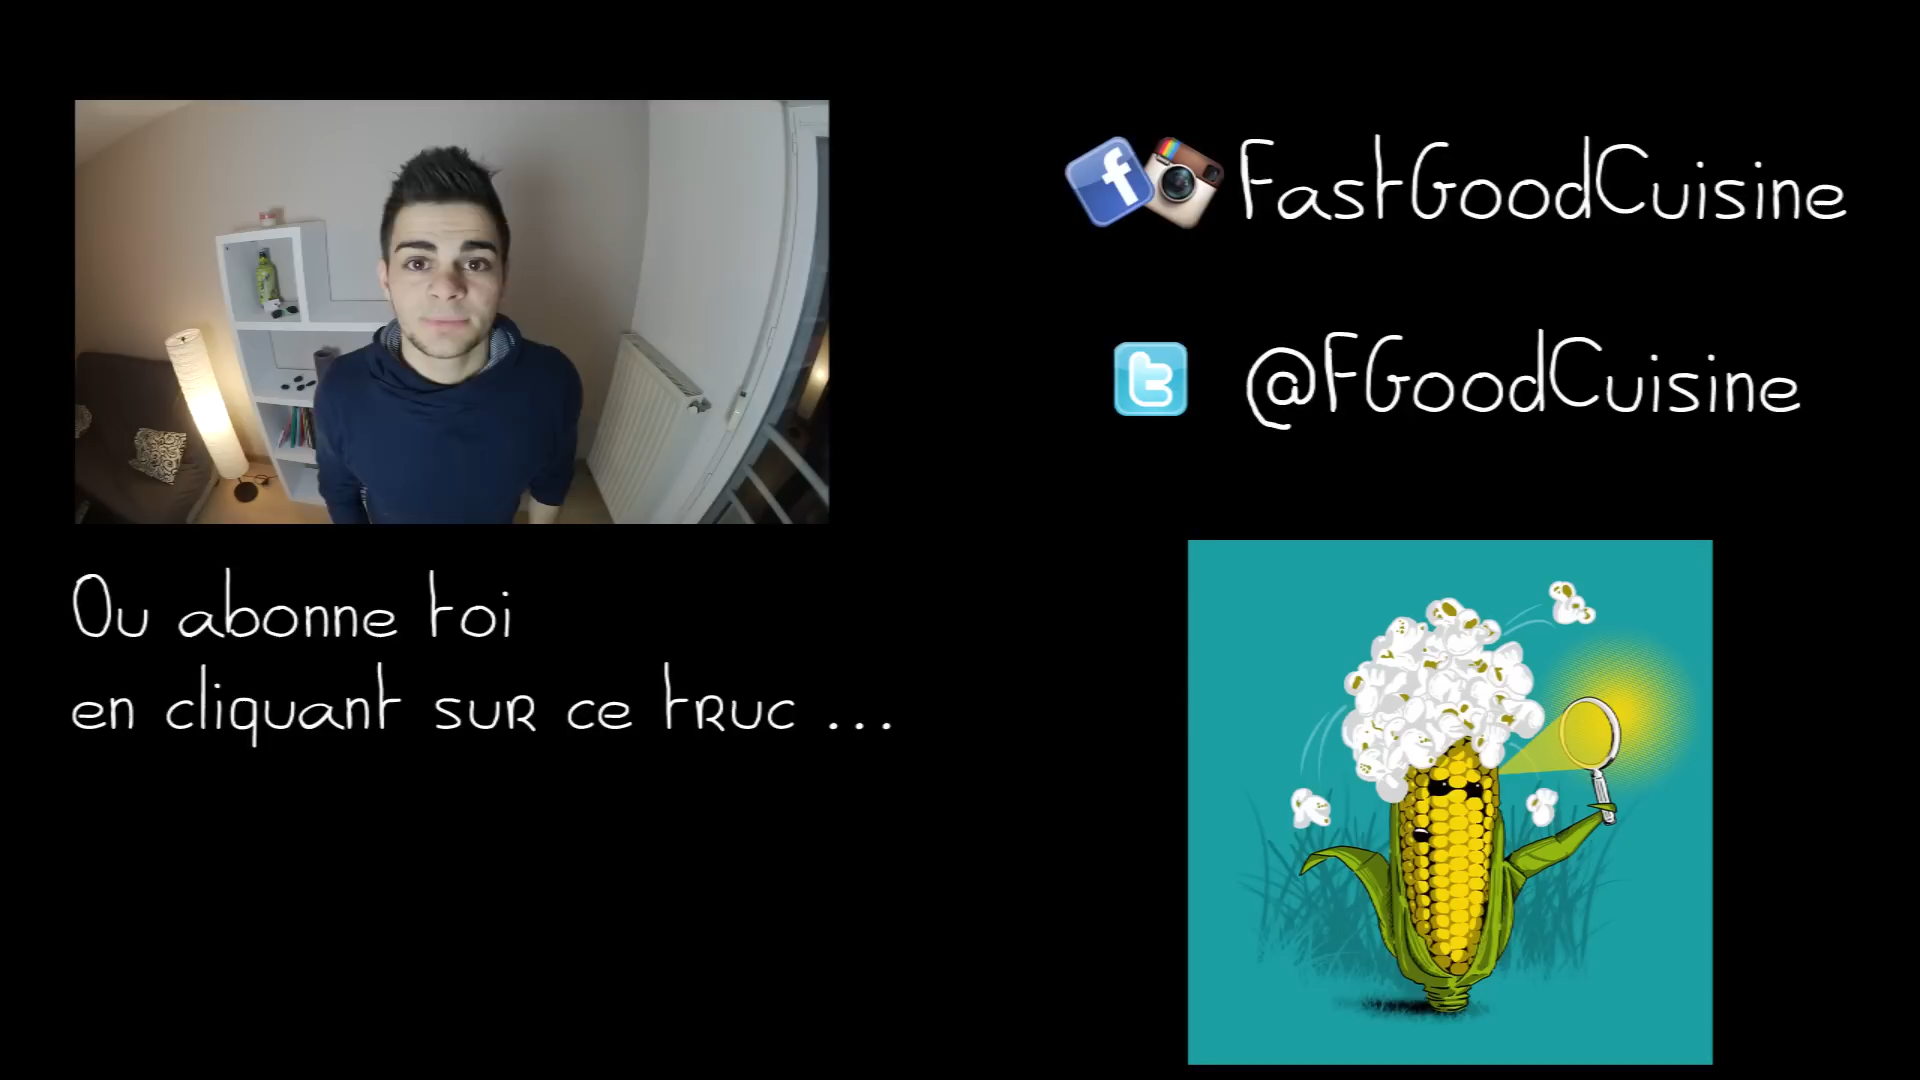 FastGoodCuisine
@FGoodCuisine
Ou abonne toi
en cliquant sur ce truc ...